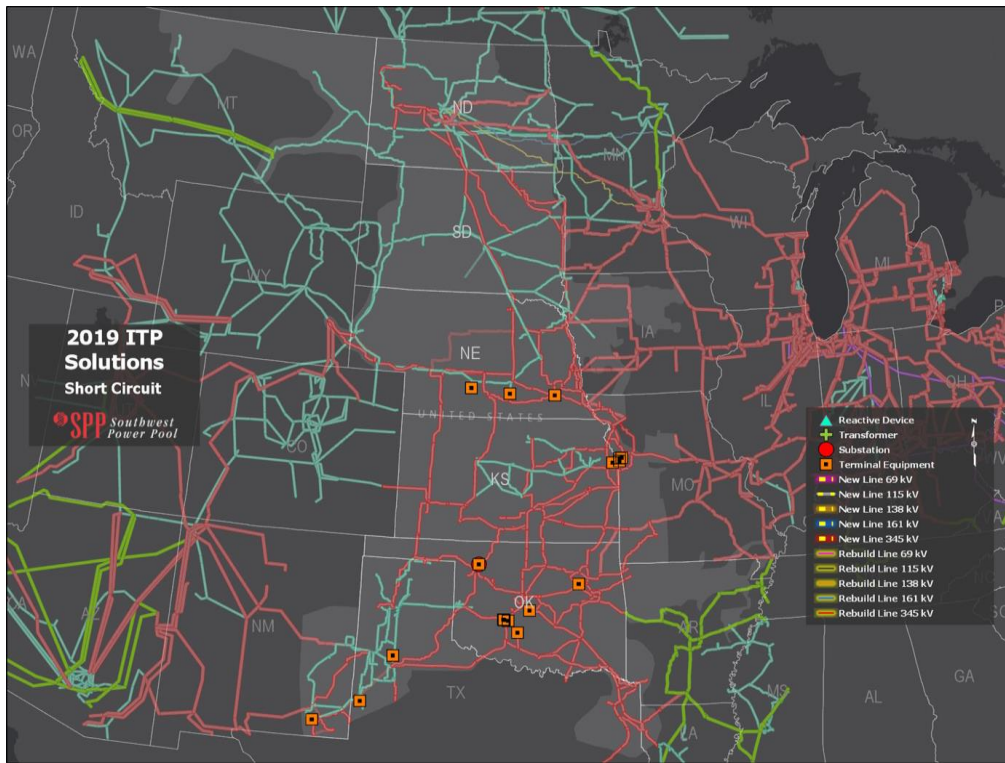 WA
OR
ID
MT
WY
ND
SD
NE
UNITED STATES
KS
CO
NM
AZ
CA
N
OK
TX
MN
WI
IA
IL
MO
MI
OH
AR
LA
MS
AL
GA
SC
2019 ITP
Solutions
Short Circuit
SPP Southwest
Power Pool
N
Reactive Device
Transformer
Substation
Terminal Equipment
New Line 69 kV
New Line 115 kV
New Line 138 kV
New Line 161 kV
New Line 345 kV
Rebuild Line 69 kV
Rebuild Line 115 kV
Rebuild Line 138 kV
Rebuild Line 161 kV
Rebuild Line 345 kV